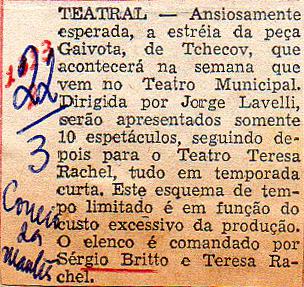 TEATRAL — Ansiosamente
esperada, a estréia da peça
Gaivota, de Tchecov, que
acontecerá na semana que
vem no Teatro Municipal.
Dirigida por Jorge Lavelli,
serão apresentados somente
10 espetáculos, seguindo de-
pois para o Teatro Teresa
Rachel, tudo em temporada
curta. Este esquema de tem-
po limitado é em função do
custo excessivo da produção.
O elenco é comandado por
Sérgio Britto e Teresa Ra-
chel.
22
3
Correio
da
manhã